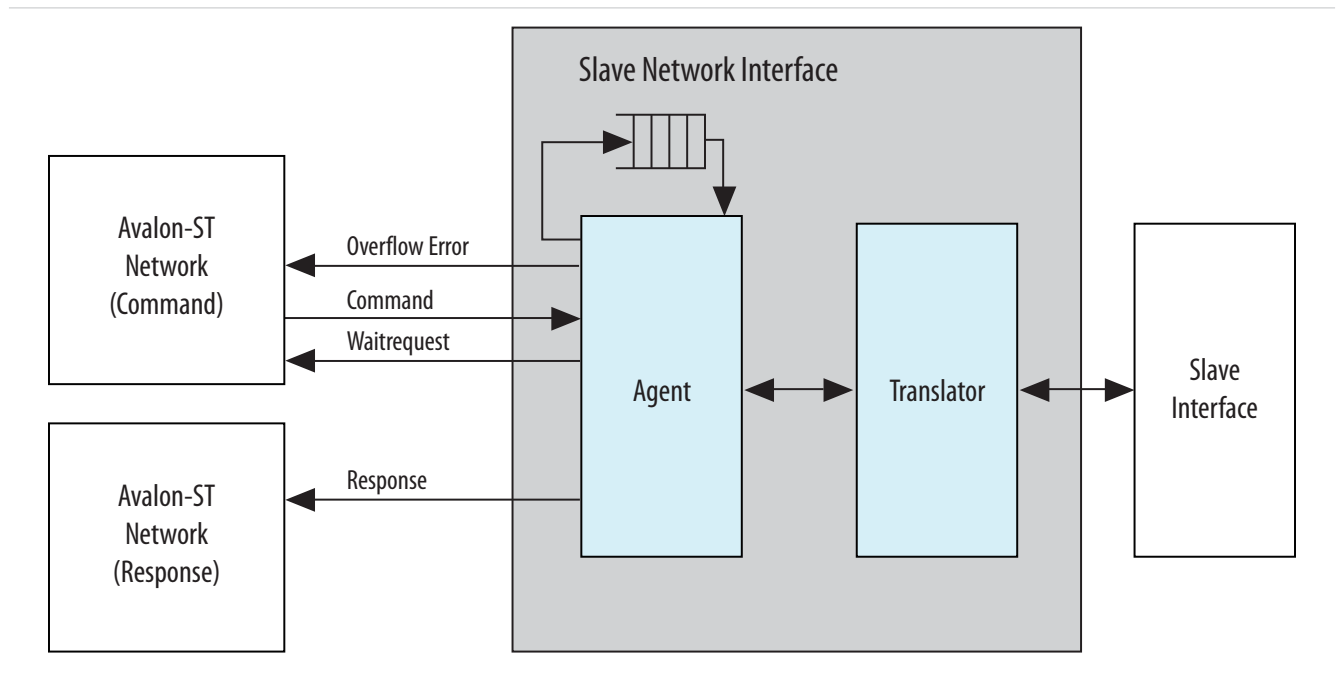 Slave Network Interface
Avalon-ST
Network
(Command)
Overflow Error
Command
Waitrequest
Agent
Translator
Slave
Interface
Avalon-ST
Network
(Response)
Response